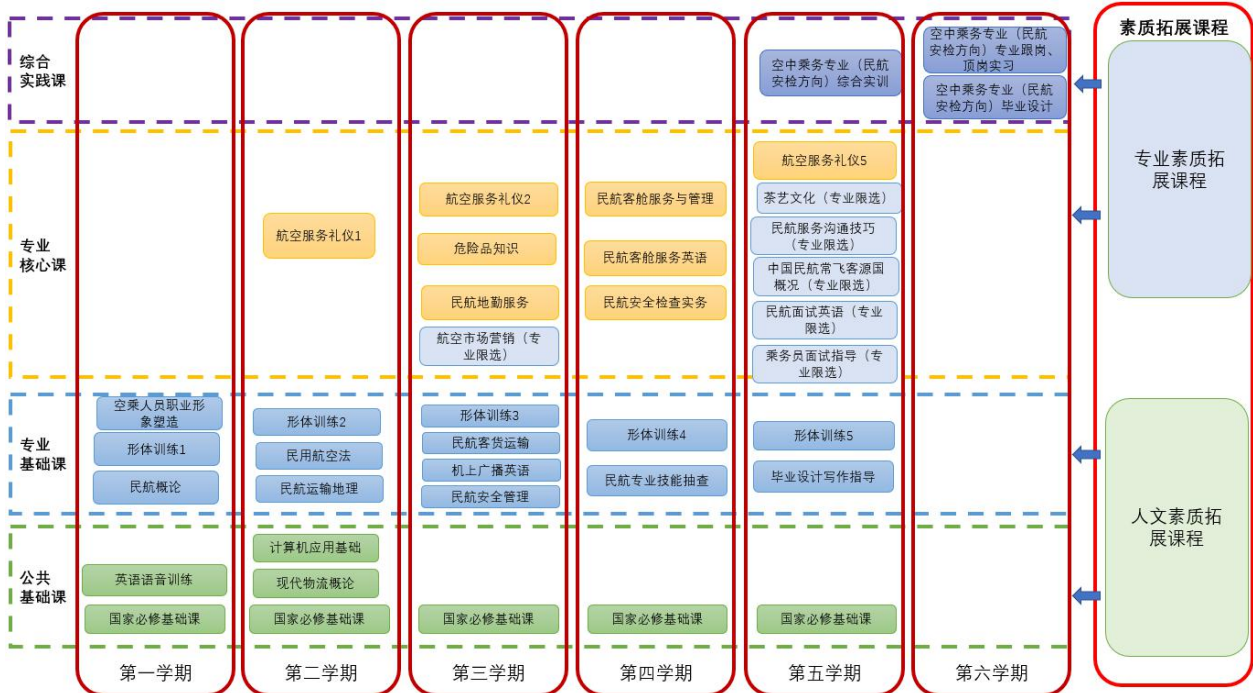 综合
实践课
空中乘务专业（民航
安检方向）综合实训
空中乘务专业（民航
安检方向）专业跟岗、
顶岗实习
空中乘务专业（民航
安检方向）毕业设计
专业
核心课
航空服务礼仪1
航空服务礼仪2
危险品知识
民航地勤服务
航空市场营销（专
业限选）
民航客舱服务与管理
民航客舱服务英语
民航安全检查实务
航空服务礼仪5
茶艺文化（专业限选）
民航服务沟通技巧
（专业限选）
中国民航常飞客源国
概况（专业限选）
民航面试英语（专业
限选）
乘务员面试指导（专
业限选）
专业
基础课
空乘人员职业形
象塑造
形体训练1
民航概论
形体训练2
民用航空法
民航运输地理
形体训练3
民航客货运输
机上广播英语
民航安全管理
形体训练4
民航专业技能抽查
形体训练5
毕业设计写作指导
公共
基础课
英语语音训练
国家必修基础课
计算机应用基础
现代物流概论
国家必修基础课
国家必修基础课
国家必修基础课
国家必修基础课
第一学期
第二学期
第三学期
第四学期
第五学期
第六学期
素质拓展课程
专业素质拓
展课程
人文素质拓
展课程